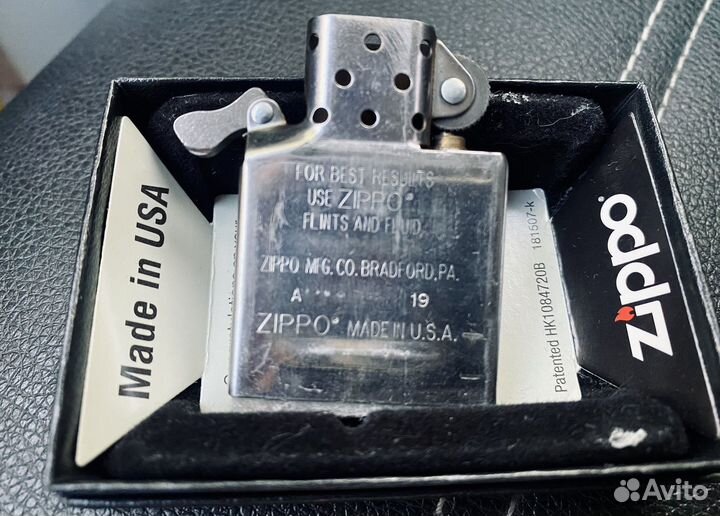 Made in USA
FOR BEST RESULTS
USE ZIPPO®
FLINTS AND FLUID.
ZIPPO MFG. CO. BRADFORD, PA.
A 19
ZIPPO® MADE IN U.S.A.
Patented HK1084720B 181607-k
zippo
Avito